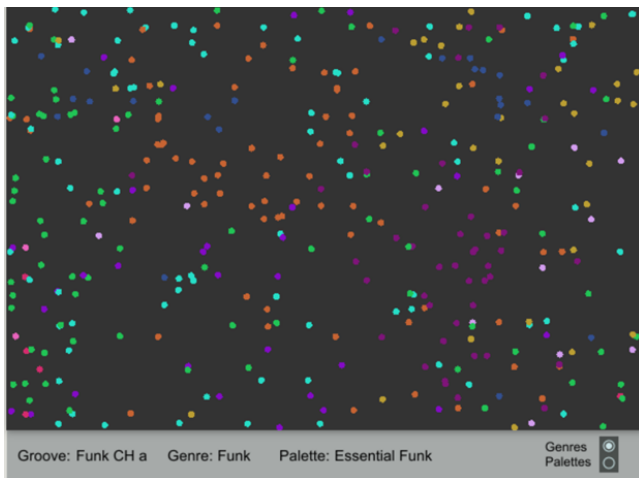 Groove: Funk CH a Genre: Funk Palette: Essential Funk
Genres
Palettes